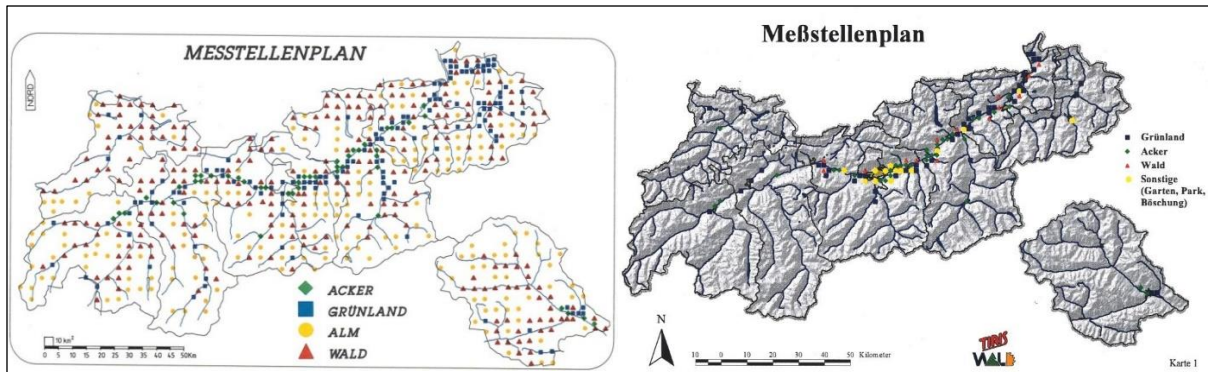 MESSTELLENPLAN
NORD
ACKER
GRÜNLAND
ALM
WALD
10 km²
0 5 10 15 20 25 30 35 40 45 50Km
Meßstellenplan
Grünland
Acker
Wald
Sonstige
(Garten, Park,
Böschung)
N
10 0 10 20 30 40 50 Kilometer
TIRIS
WALD
Karte 1